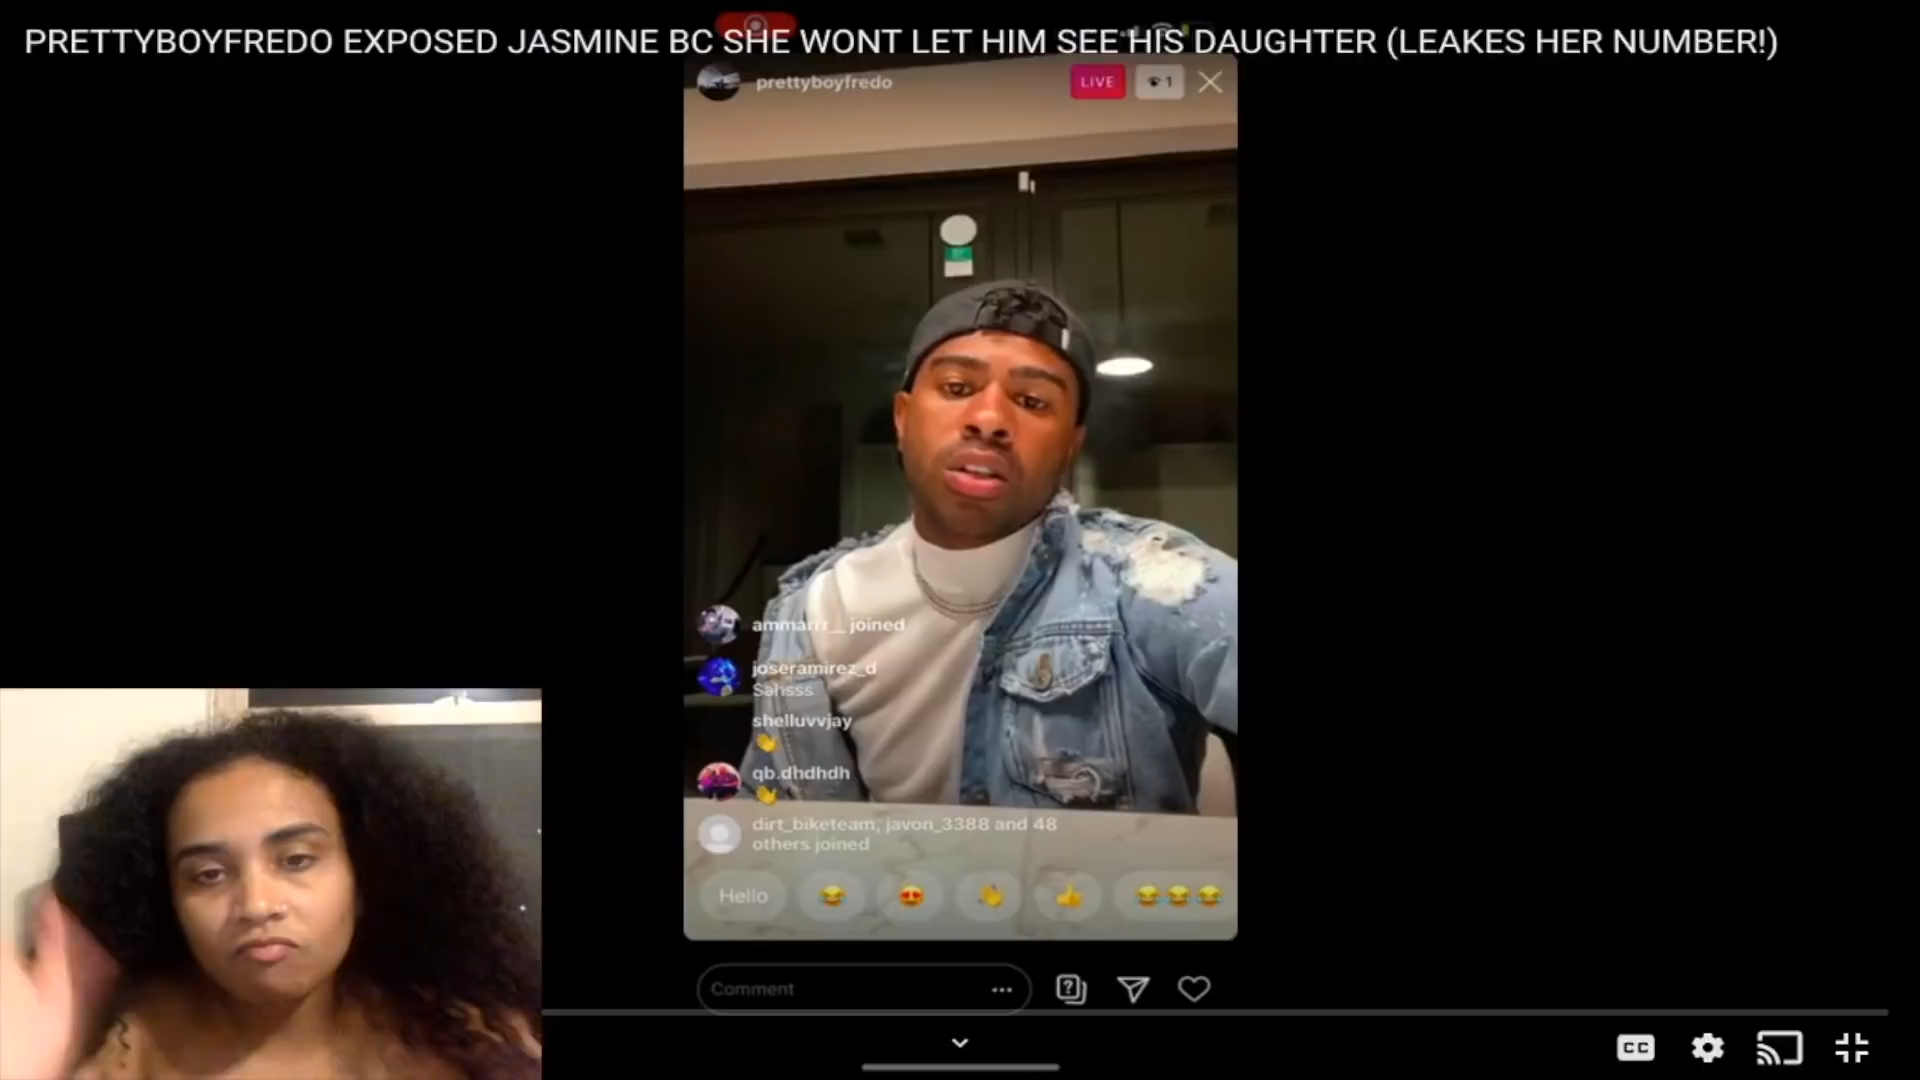 PRETTYBOYFREDO EXPOSED JASMINE BC SHE WONT LET HIM SEE HIS DAUGHTER (LEAKES HER NUMBER!)
prettyboyfredo
LIVE
1
ammarrr__ joined
joseramirez_d
Sahsss
shelluvvjay
qb.dhdhdh
dirt_biketeam, javon_3388 and 48
others joined
Hello
Comment
CC